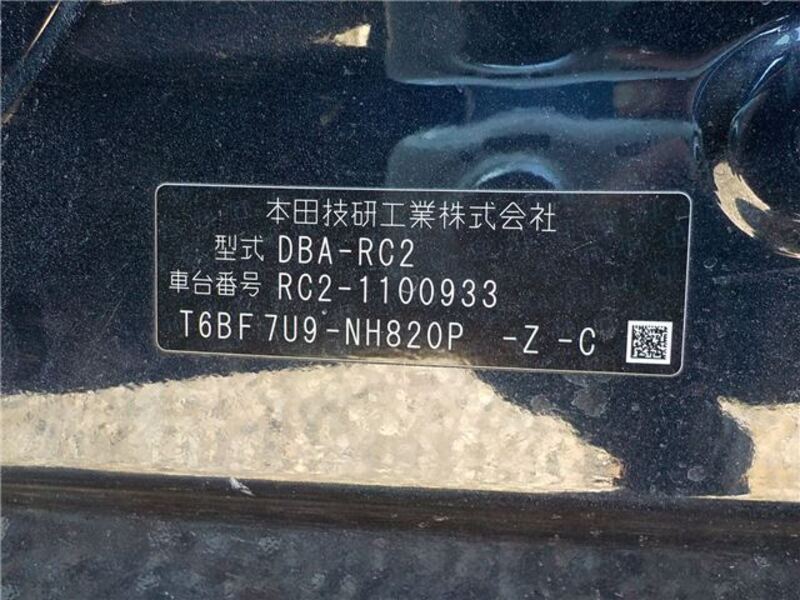 本田技研工業株式会社
型式 DBA-RC2
車台番号 RC2-1100933
T6BF7U9-NH820P -Z -C